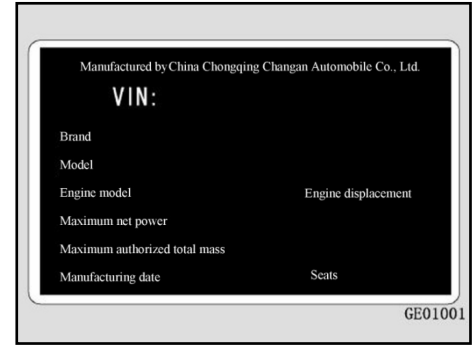 Manufactured by China Chongqing Changan Automobile Co., Ltd.
VIN:
Brand
Model
Engine model Engine displacement
Maximum net power
Maximum authorized total mass
Manufacturing date Seats
GE01001